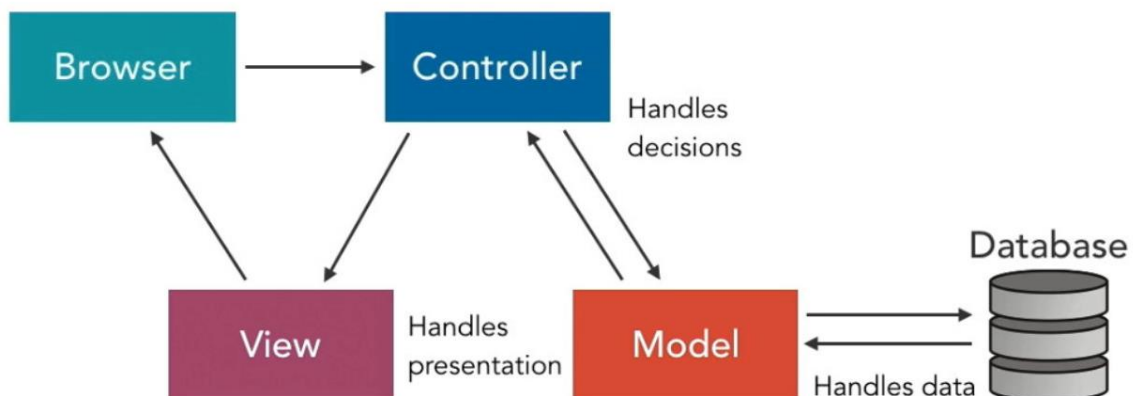 Browser
Controller
Handles
decisions
Database
View
Handles
presentation
Model
Handles data